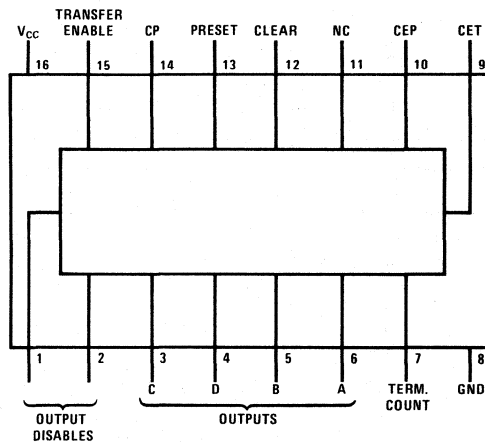 TRANSFER
VCC ENABLE CP PRESET CLEAR NC CEP CET
16 15 14 13 12 11 10 9
1 2 3 4 5 6 7 8
C D B A TERM. GND
COUNT
OUTPUT OUTPUTS
DISABLES